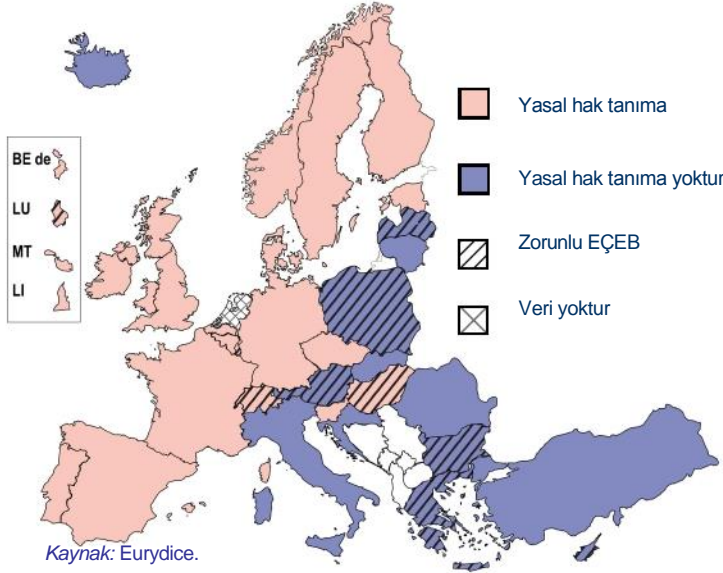 BE de
LU
MT
LI
Yasal hak tanıma
Yasal hak tanıma yoktur
Zorunlu EÇEB
Veri yoktur
Kaynak: Eurydice.